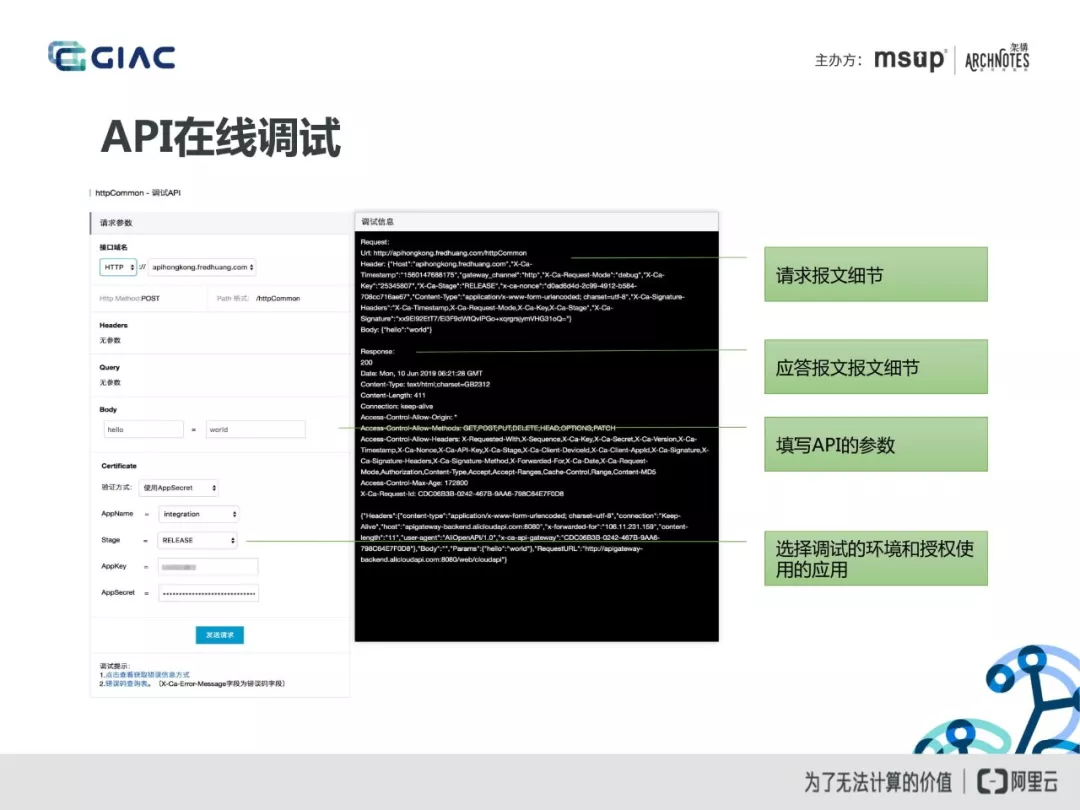 GIAC
主办方：
msup
架構
ARCHNOTES
API在线调试
httpCommon - 调试API
请求参数
接口域名
HTTP :// apihongkong.fredhuang.com
Http Method:POST
Path 格式: /httpCommon
Headers
无参数
Query
无参数
Body
hello = world
Certificate
验证方式: 使用AppSecret
AppName = integration
Stage = RELEASE
AppKey =
AppSecret = ••••••••••••••••••••••••••••••
发送请求
调试提示:
1.点击查看获取错误信息方式
2.错误码查询表。 (X-Ca-Error-Message字段为错误码字段)
调试信息
Request:
Url: http://apihongkong.fredhuang.com/httpCommon
Header: {"Host":"apihongkong.fredhuang.com","X-Ca-
Timestamp":"1560147688175","gateway_channel":"http","X-Ca-Request-Mode":"debug","X-Ca-
Key":"25345807","X-Ca-Stage":"RELEASE","x-ca-nonce":"d0ad6d4d-2c99-4912-b584-
708cc716ae67","Content-Type":"application/x-www-form-urlencoded; charset=utf-8","X-Ca-Signature-
Headers":"X-Ca-Timestamp,X-Ca-Request-Mode,X-Ca-Key,X-Ca-Stage","X-Ca-
Body: {"hello":"world"}
Response:
200
Date: Mon, 10 Jun 2019 06:21:28 GMT
Content-Type: text/html;charset=GB2312
Content-Length: 411
Connection: keep-alive
Access-Control-Allow-Origin: *
Access-Control-Allow-Methods: GET,POST,PUT,DELETE,HEAD,OPTIONS,PATCH
Access-Control-Allow-Headers: X-Requested-With,X-Sequence,X-Ca-Key,X-Ca-Secret,X-Ca-Version,X-Ca-
Timestamp,X-Ca-Nonce,X-Ca-API-Key,X-Ca-Stage,X-Ca-Client-DeviceId,X-Ca-Client-AppId,X-Ca-Signature,X-
Ca-Signature-Headers,X-Ca-Signature-Method,X-Forwarded-For,X-Ca-Date,X-Ca-Request-
Mode,Authorization,Content-Type,Accept,Accept-Ranges,Cache-Control,Range,Content-MD5
Access-Control-Max-Age: 172800
X-Ca-Request-Id: CDC06B3B-0242-467B-9AA6-798C64E7F0D8
{"Headers":{"content-type":"application/x-www-form-urlencoded; charset=utf-8","connection":"Keep-
Alive","host":"apigateway-backend.alicloudapi.com:8080","x-forwarded-for":"106.11.231.159","content-
length":"11","user-agent":"AliOpenAPI/1.0","x-ca-api-gateway":"CDC06B3B-0242-467B-9AA6-
798C64E7F0D8"},"Body":"","Params":{"hello":"world"},"RequestURL":"http://apigateway-
backend.alicloudapi.com:8080/web/cloudapi"}
请求报文细节
应答报文报文细节
填写API的参数
选择调试的环境和授权使
用的应用
为了无法计算的价值
阿里云